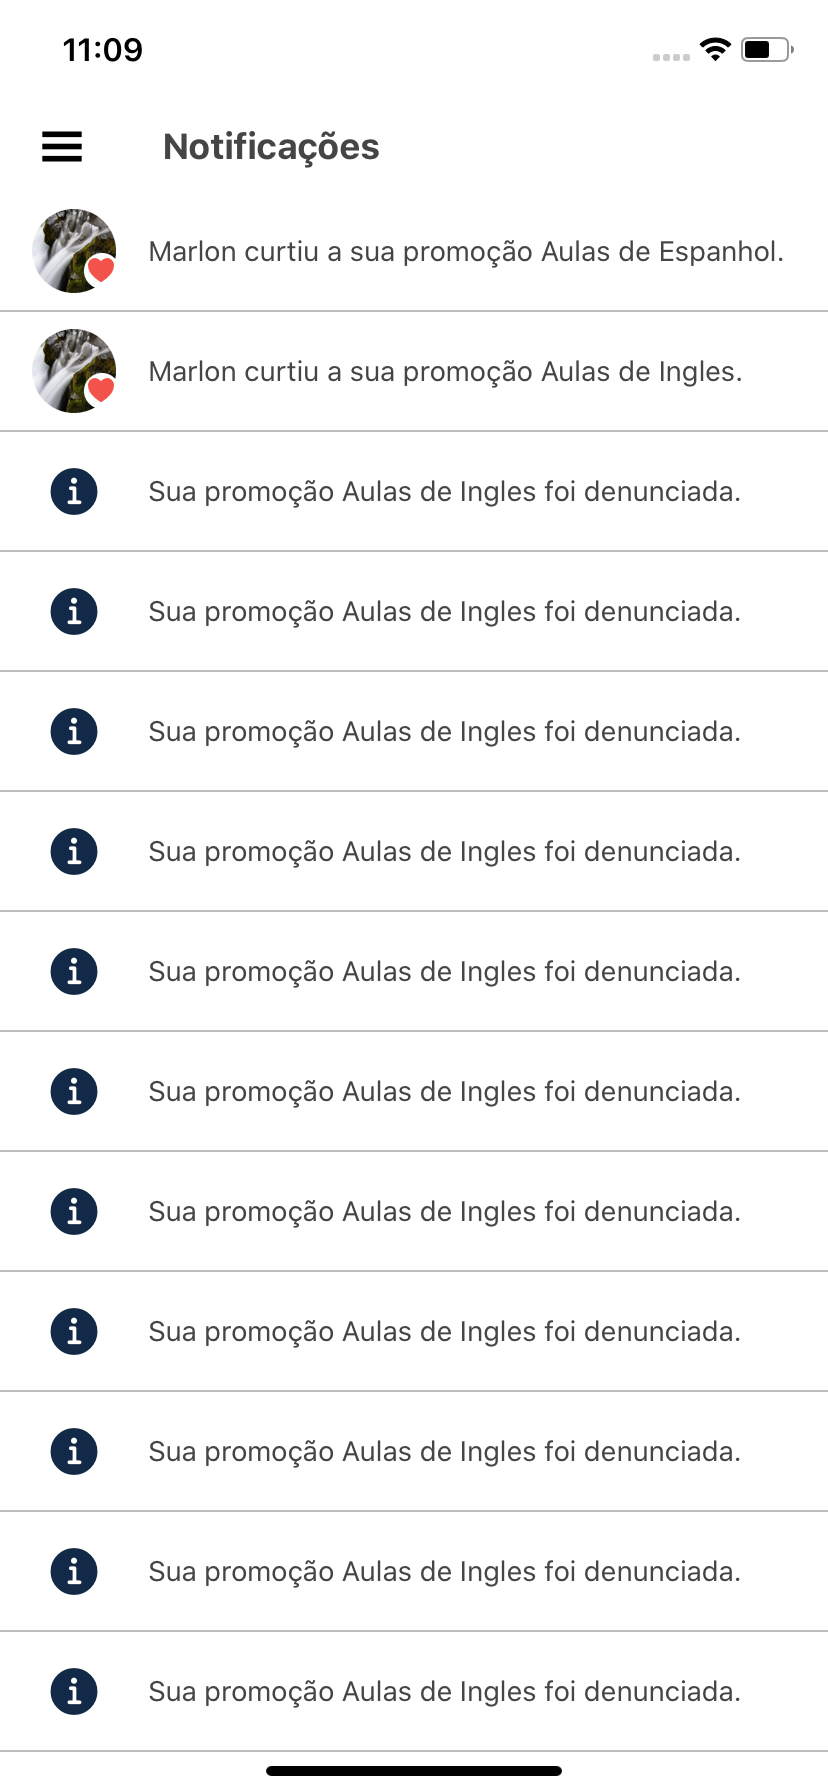 11:09
Notificações
Marlon curtiu a sua promoção Aulas de Espanhol.
Marlon curtiu a sua promoção Aulas de Ingles.
Sua promoção Aulas de Ingles foi denunciada.
Sua promoção Aulas de Ingles foi denunciada.
Sua promoção Aulas de Ingles foi denunciada.
Sua promoção Aulas de Ingles foi denunciada.
Sua promoção Aulas de Ingles foi denunciada.
Sua promoção Aulas de Ingles foi denunciada.
Sua promoção Aulas de Ingles foi denunciada.
Sua promoção Aulas de Ingles foi denunciada.
Sua promoção Aulas de Ingles foi denunciada.
Sua promoção Aulas de Ingles foi denunciada.
Sua promoção Aulas de Ingles foi denunciada.